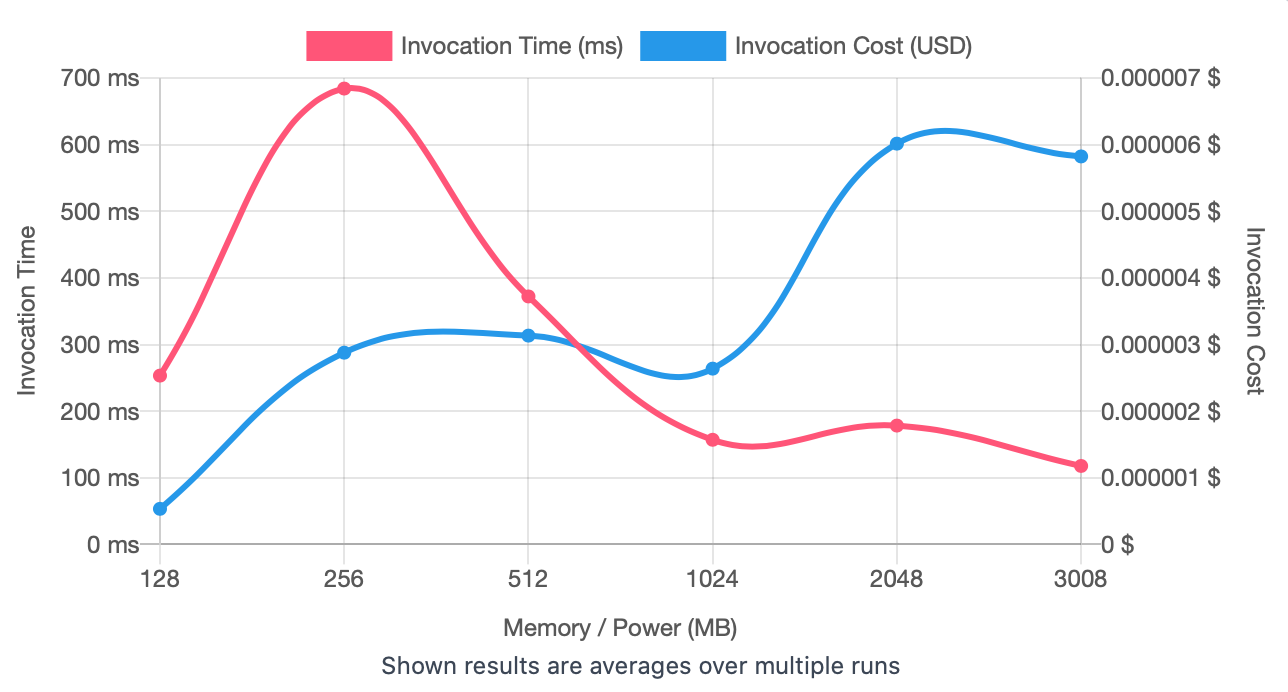 Invocation Time (ms) Invocation Cost (USD)
700 ms 0.000007 $
600 ms 0.000006 $
500 ms 0.000005 $
400 ms 0.000004 $
300 ms 0.000003 $
200 ms 0.000002 $
100 ms 0.000001 $
0 ms 0 $
Invocation Time
Invocation Cost
128 256 512 1024 2048 3008
Memory / Power (MB)
Shown results are averages over multiple runs